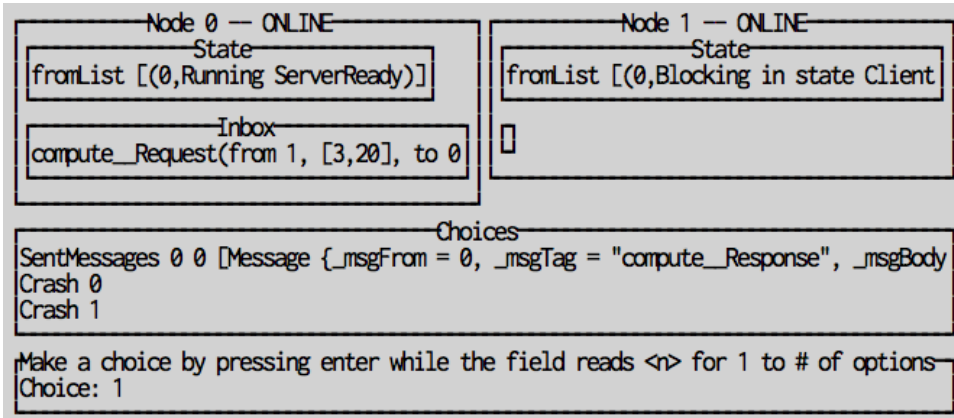 Node 0 — ONLINE
State
fromList [(0,Running ServerReady)]
Inbox
compute__Request(from 1, [3,20], to 0
Node 1 — ONLINE
State
fromList [(0,Blocking in state Client
Choices
SentMessages 0 0 [Message {_msgFrom = 0, _msgTag = "compute__Response", _msgBody
Crash 0
Crash 1
Make a choice by pressing enter while the field reads <n> for 1 to # of options
Choice: 1